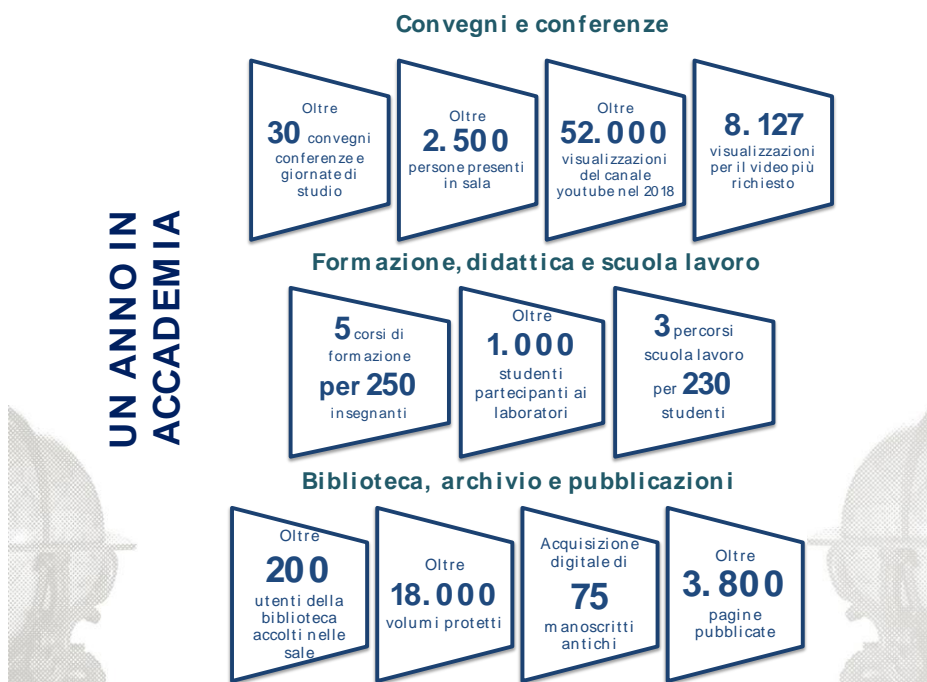 Convegni e conferenze
Oltre
30 convegni
conferenze e
giornate di
studio
Oltre
2.500
persone presenti
in sala
Oltre
52.000
visualizzazioni
del canale
youtube nel 2018
8.127
visualizzazioni
per il video più
richiesto
UN ANNO IN
ACCADEMIA
Formazione, didattica e scuola lavoro
5 corsi di
formazione
per 250
insegnanti
Oltre
1.000
studenti
partecipanti ai
laboratori
3 percorsi
scuola lavoro
per 230
studenti
Biblioteca, archivio e pubblicazioni
Oltre
200
utenti della
biblioteca
accolti nelle
sale
Oltre
18.000
volumi protetti
Acquisizione
digitale di
75
manoscritti
antichi
Oltre
3.800
pagine
pubblicate